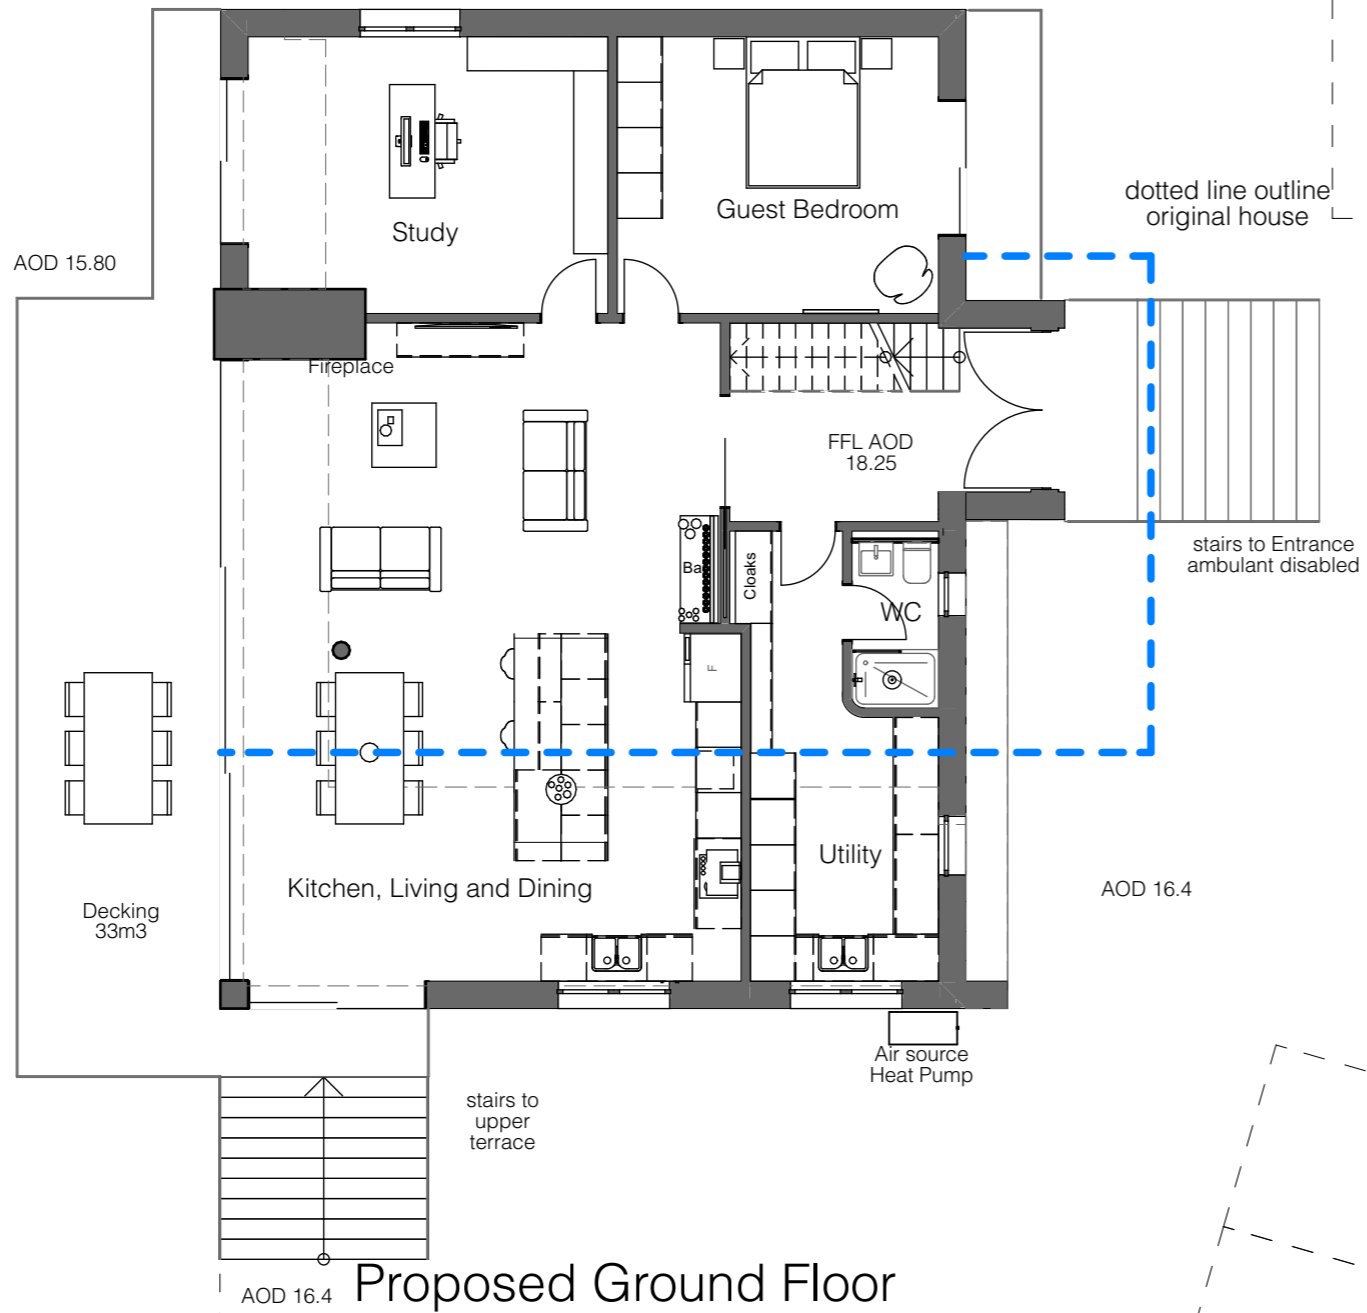 dotted line outline
original house
Guest Bedroom
Study
AOD 15.80
Fireplace
FFL AOD
18.25
stairs to Entrance
ambulant disabled
Ba
Cloaks
WC
F
Utility
Kitchen, Living and Dining
AOD 16.4
Decking
33m3
Air source
Heat Pump
stairs to
upper
terrace
AOD 16.4
Proposed Ground Floor